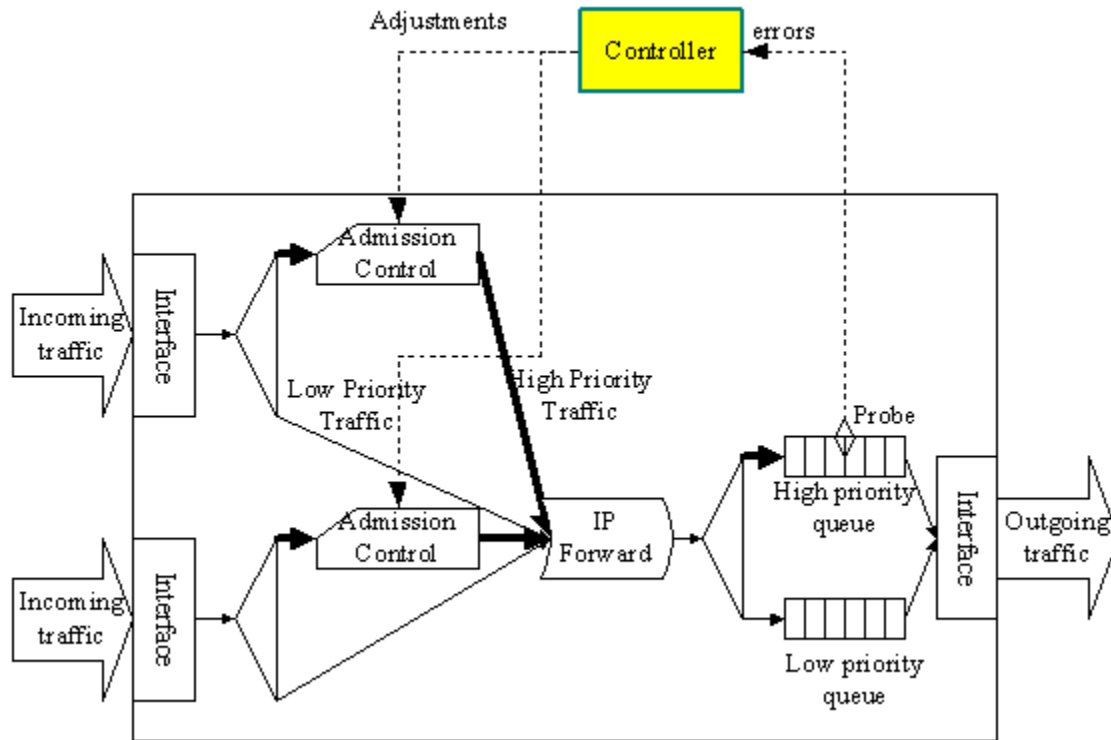 Adjustments
errors
Controller
Admission
Control
Incoming
traffic
Interface
Low Priority
Traffic
High Priority
Traffic
Probe
High priority
queue
Admission
Control
IP
Forward
Interface
Outgoing
traffic
Incoming
traffic
Interface
Low priority
queue